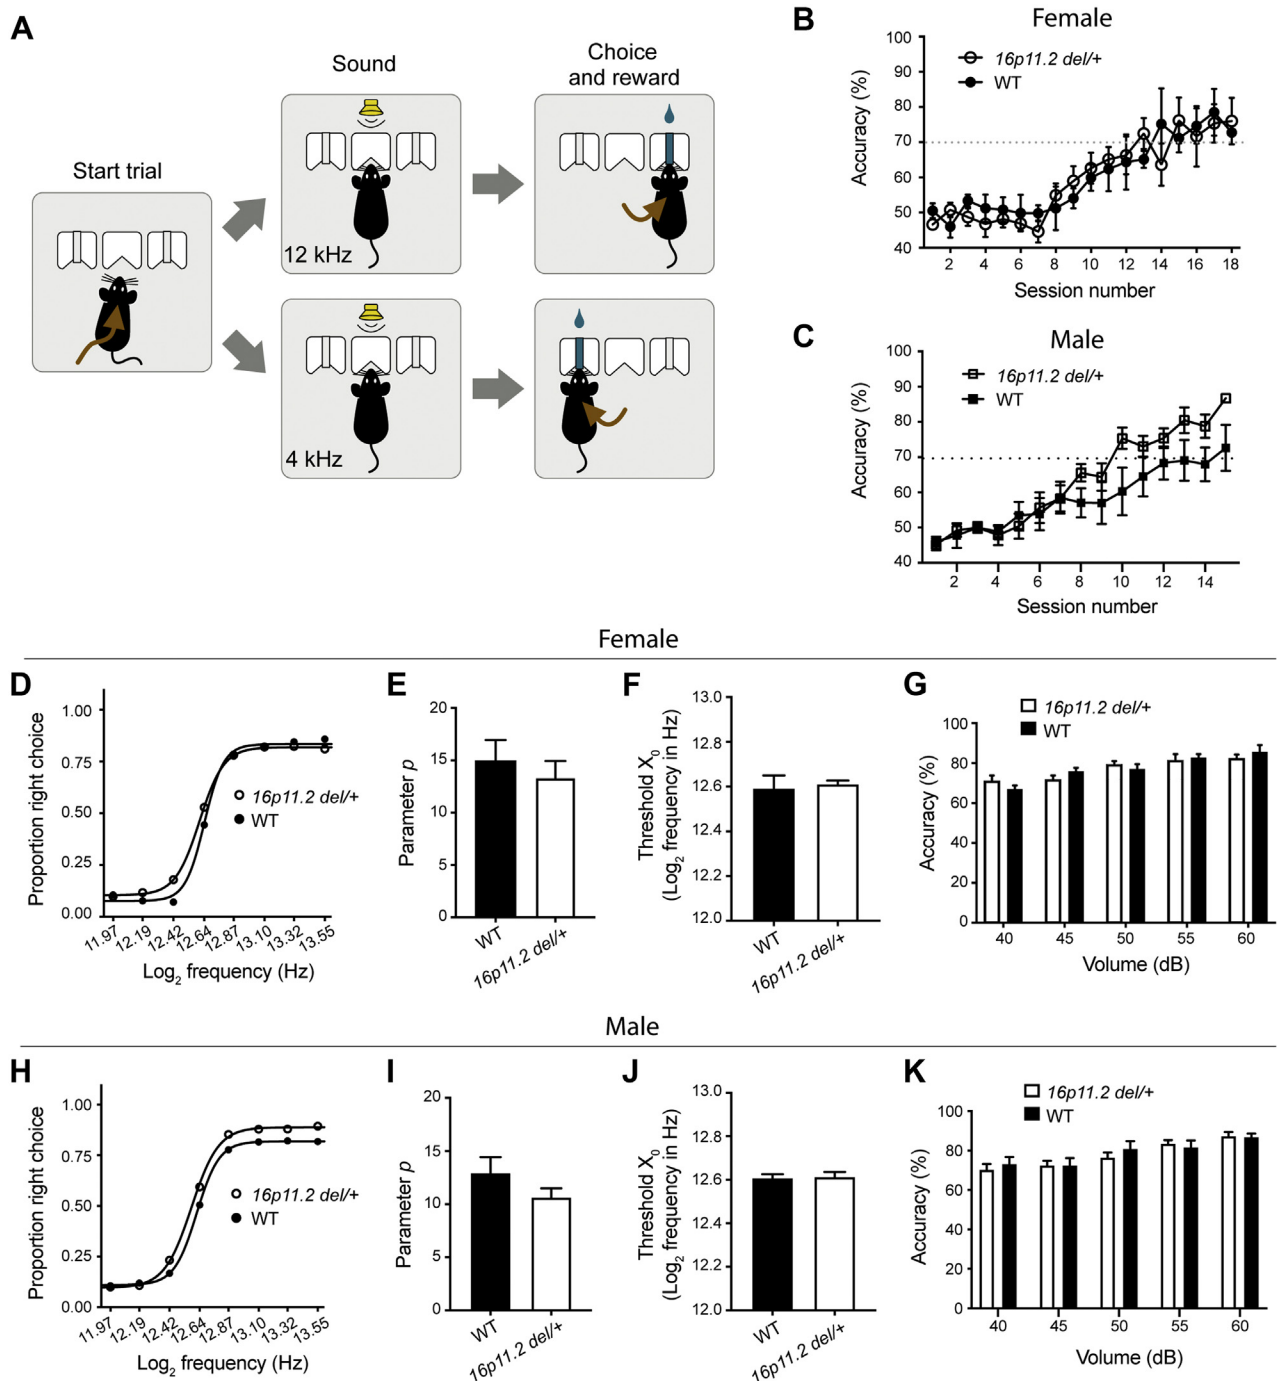 A
Start trial
Sound
Choice
and reward
12 kHz
4 kHz
B
Female
Accuracy (%)
100
90
80
70
60
50
40
16p11.2 del/+
WT
2 4 6 8 10 12 14 16 18
Session number
C
Male
Accuracy (%)
100
90
80
70
60
50
40
16p11.2 del/+
WT
2 4 6 8 10 12 14
Session number
Female
D
Proportion right choice
1.00
0.75
0.50
0.25
0.00
16p11.2 del/+
WT
11.97 12.19 12.42 12.64 12.87 13.10 13.32 13.55
Log2 frequency (Hz)
E
Parameter p
20
15
10
5
0
WT
16p11.2 del/+
F
Threshold X0
(Log2 frequency in Hz)
13.0
12.8
12.6
12.4
12.2
12.0
WT
16p11.2 del/+
G
16p11.2 del/+
WT
Accuracy (%)
100
80
60
40
20
0
40 45 50 55 60
Volume (dB)
Male
H
Proportion right choice
1.00
0.75
0.50
0.25
0.00
16p11.2 del/+
WT
11.97 12.19 12.42 12.64 12.87 13.10 13.32 13.55
Log2 frequency (Hz)
I
Parameter p
20
15
10
5
0
WT
16p11.2 del/+
J
Threshold X0
(Log2 frequency in Hz)
13.0
12.8
12.6
12.4
12.2
12.0
WT
16p11.2 del/+
K
16p11.2 del/+
WT
Accuracy (%)
100
80
60
40
20
0
40 45 50 55 60
Volume (dB)